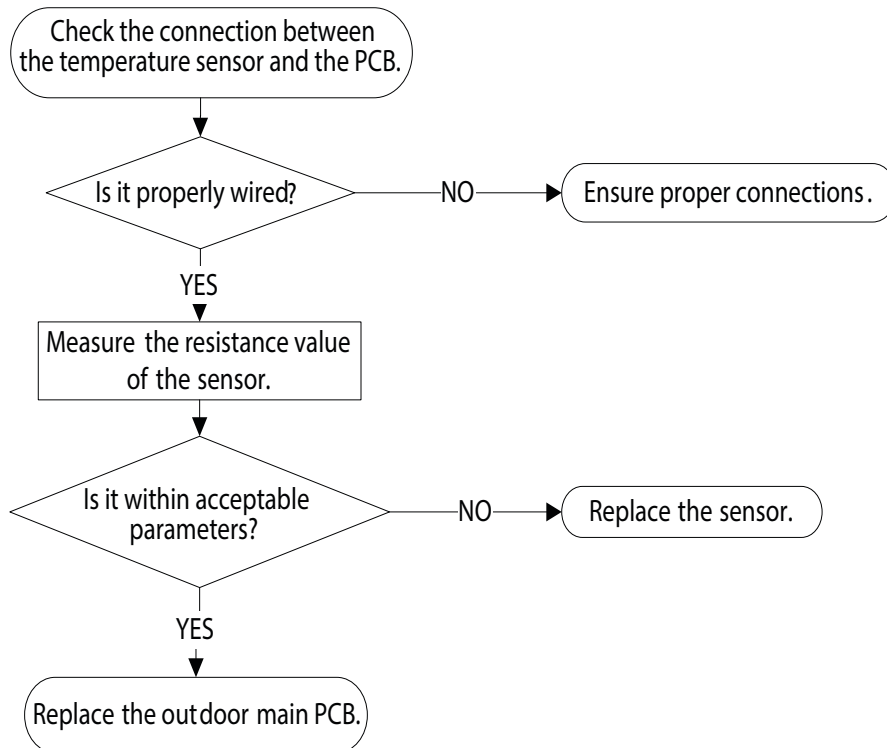 Check the connection between
the temperature sensor and the PCB.
Is it properly wired?
NO
Ensure proper connections.
YES
Measure the resistance value
of the sensor.
Is it within acceptable
parameters?
NO
Replace the sensor.
YES
Replace the outdoor main PCB.